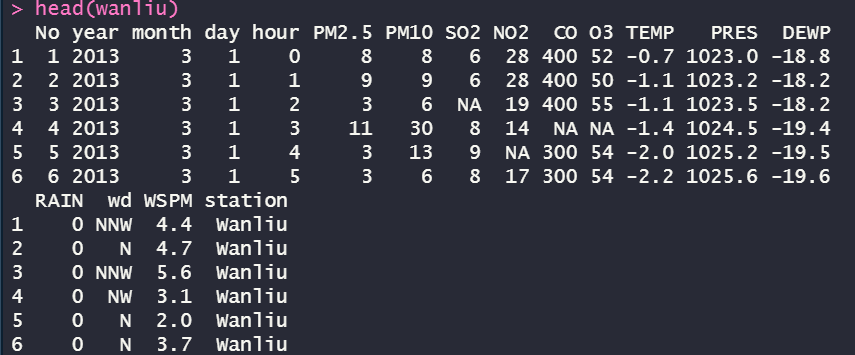 > head(wanliu)
  No year month day hour PM2.5 PM10 SO2 NO2  CO O3 TEMP   PRES  DEWP
1  1 2013     3   1    0     8    8   6  28 400 52 -0.7 1023.0 -18.8
2  2 2013     3   1    1     9    9   6  28 400 50 -1.1 1023.2 -18.2
3  3 2013     3   1    2     3    6  NA  19 400 55 -1.1 1023.5 -18.2
4  4 2013     3   1    3    11   30   8  14  NA NA -1.4 1024.5 -19.4
5  5 2013     3   1    4     3   13   9  NA 300 54 -2.0 1025.2 -19.5
6  6 2013     3   1    5     3    6   8  17 300 54 -2.2 1025.6 -19.6
  RAIN  wd WSPM station
1    0 NNW  4.4  Wanliu
2    0   N  4.7  Wanliu
3    0 NNW  5.6  Wanliu
4    0  NW  3.1  Wanliu
5    0   N  2.0  Wanliu
6    0   N  3.7  Wanliu